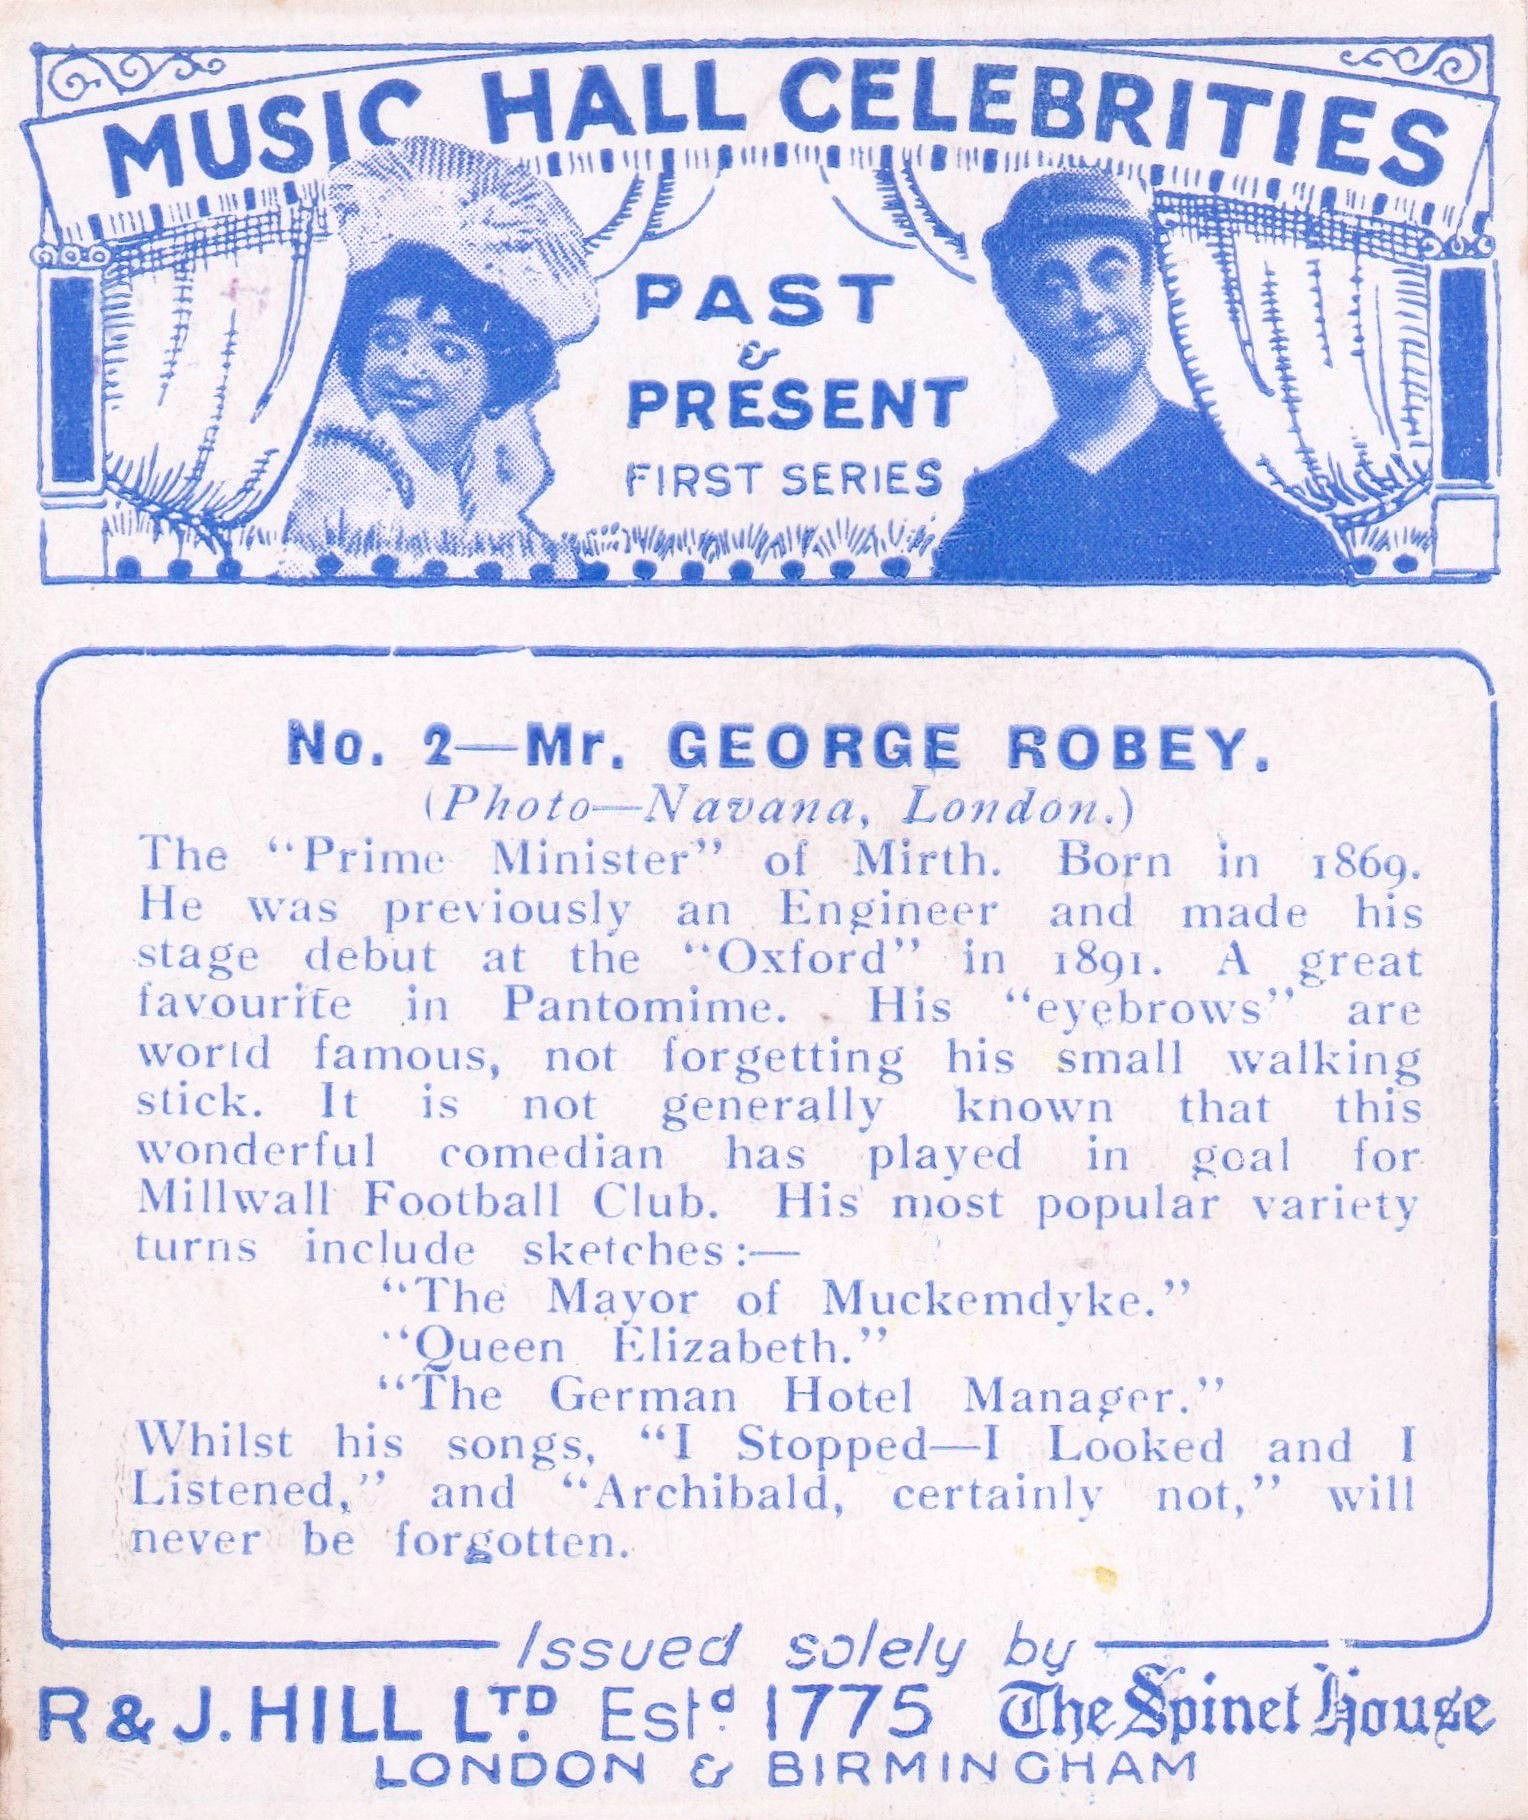 MUSIC HALL CELEBRITIES
PAST
&
PRESENT
FIRST SERIES
No. 2—Mr. GEORGE ROBEY.
(Photo—Navana, London.)
The "Prime Minister" of Mirth. Born in 1869.
He was previously an Engineer and made his
stage debut at the "Oxford" in 1891. A great
favourite in Pantomime. His "eyebrows" are
world famous, not forgetting his small walking
stick. It is not generally known that this
wonderful comedian has played in goal for
Millwall Football Club. His most popular variety
turns include sketches:—
"The Mayor of Muckemdyke."
"Queen Elizabeth."
"The German Hotel Manager."
Whilst his songs, "I Stopped—I Looked and I
Listened," and "Archibald, certainly not," will
never be forgotten.
Issued solely by
R & J. HILL LTD. Estd. 1775 The Spinet House
LONDON & BIRMINGHAM